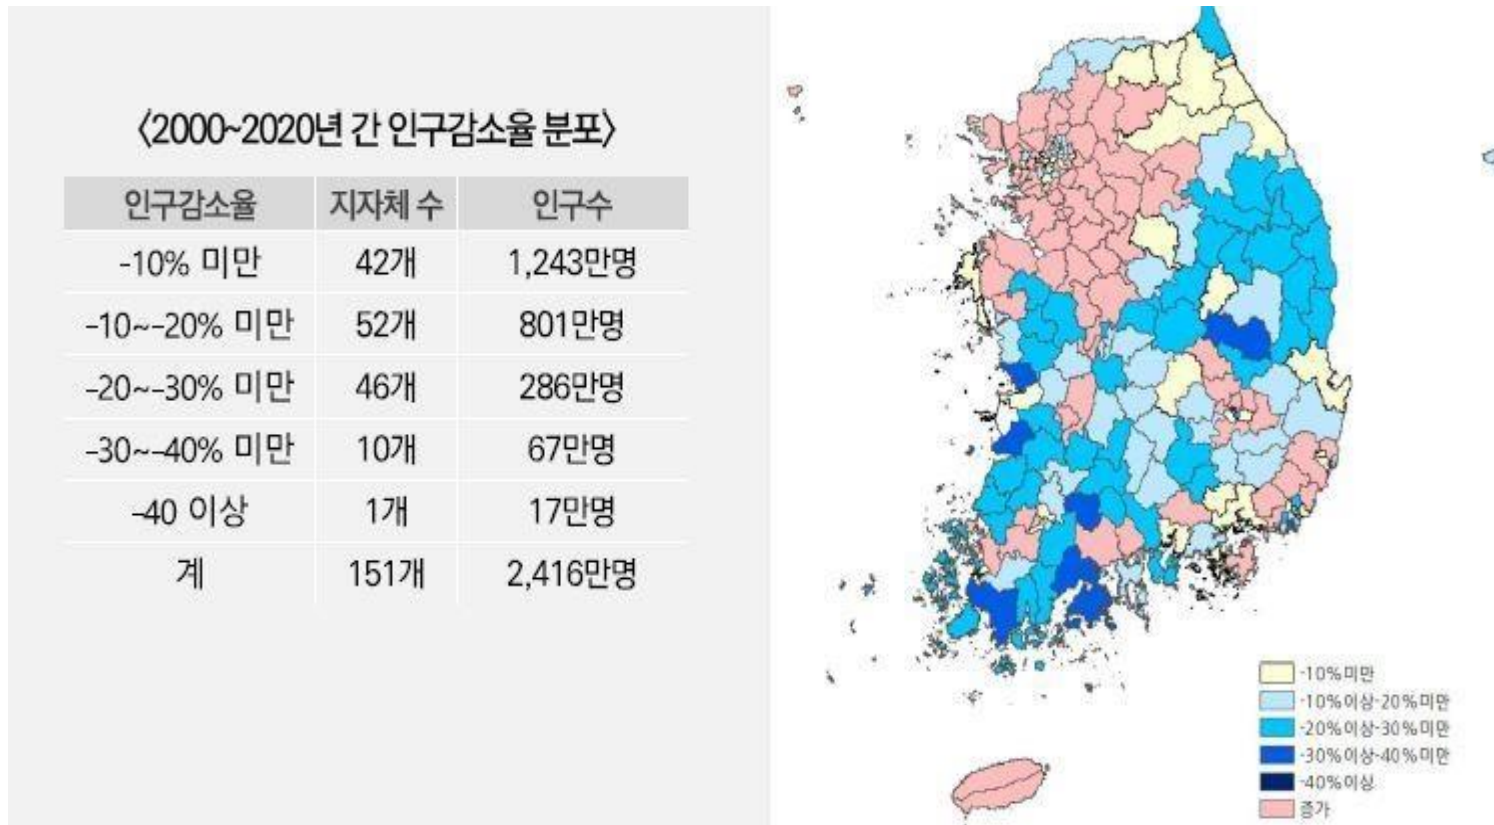 〈2000~2020년 간 인구감소율 분포〉
인구감소율 지자체 수 인구수
-10% 미만 42개 1,243만명
-10~-20% 미만 52개 801만명
-20~-30% 미만 46개 286만명
-30~-40% 미만 10개 67만명
-40 이상 1개 17만명
계 151개 2,416만명
-10%미만
-10%이상-20%미만
-20%이상-30%미만
-30%이상-40%미만
-40%이상
증가